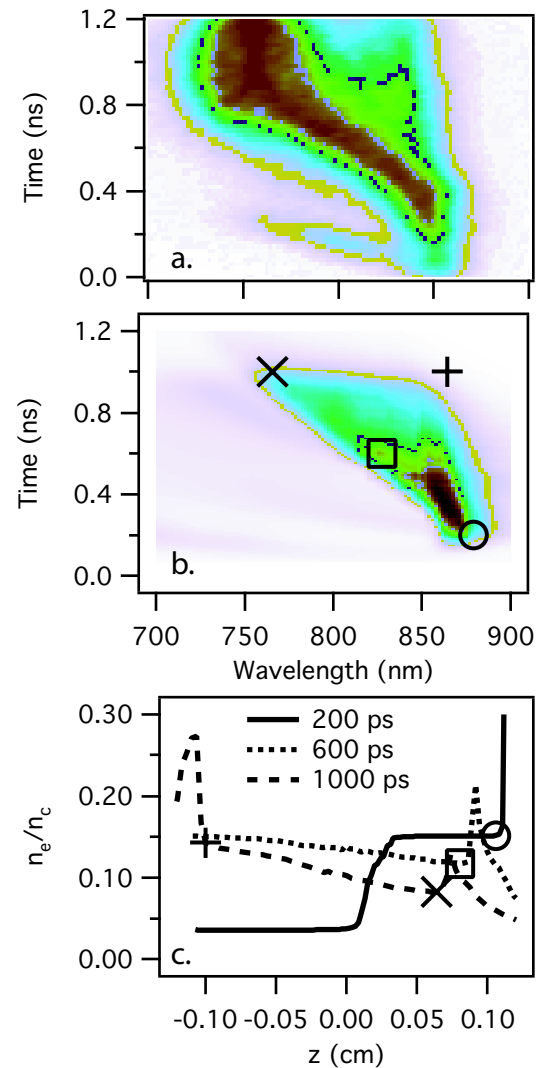 1.2
0.8
0.4
0.0
Time (ns)
a.
1.2
0.8
0.4
0.0
Time (ns)
b.
700 750 800 850 900
Wavelength (nm)
0.30
0.20
0.10
0.00
ne/nc
200 ps
600 ps
1000 ps
c.
-0.10 -0.05 0.00 0.05 0.10
z (cm)